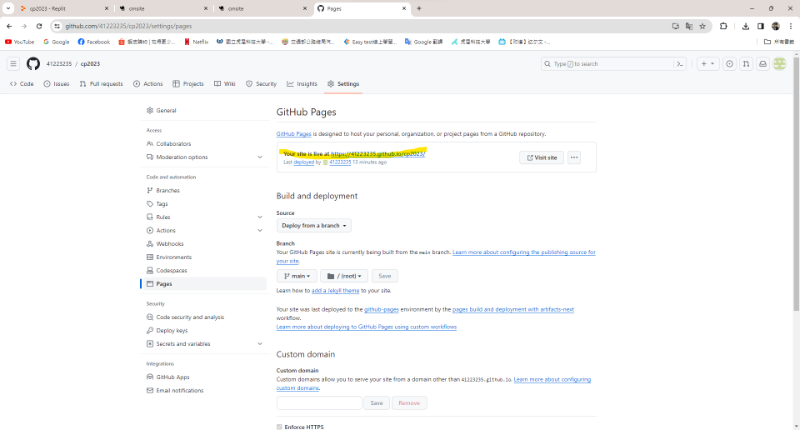 cp2023 - Replit
cmsite
cmsite
Pages
github.com/41223235/cp2023/settings/pages
YouTube
Google
Facebook
Netflix
Google 翻譯
所有書籤
41223235 / cp2023
Type / to search
Code
Issues
Pull requests
Actions
Projects
Wiki
Security
Insights
Settings
General
Access
Collaborators
Moderation options
Code and automation
Branches
Tags
Rules
Actions
Webhooks
Environments
Codespaces
Pages
Security
Code security and analysis
Deploy keys
Secrets and variables
Integrations
GitHub Apps
Email notifications
GitHub Pages
GitHub Pages is designed to host your personal, organization, or project pages from a GitHub repository.
Your site is live at https://41223235.github.io/cp2023/
Last deployed by 41223235 12 minutes ago
Visit site
Build and deployment
Source
Deploy from a branch
Branch
Your GitHub Pages site is currently being built from the main branch. Learn more about configuring the publishing source for
your site.
main
/ (root)
Save
Learn how to add a Jekyll theme to your site.
Your site was last deployed to the github-pages environment by the pages build and deployment with artifacts-next
workflow.
Learn more about deploying to GitHub Pages using custom workflows
Custom domain
Custom domain
Custom domains allow you to serve your site from a domain other than 41223235.github.io. Learn more about configuring
custom domains.
Save
Remove
Enforce HTTPS